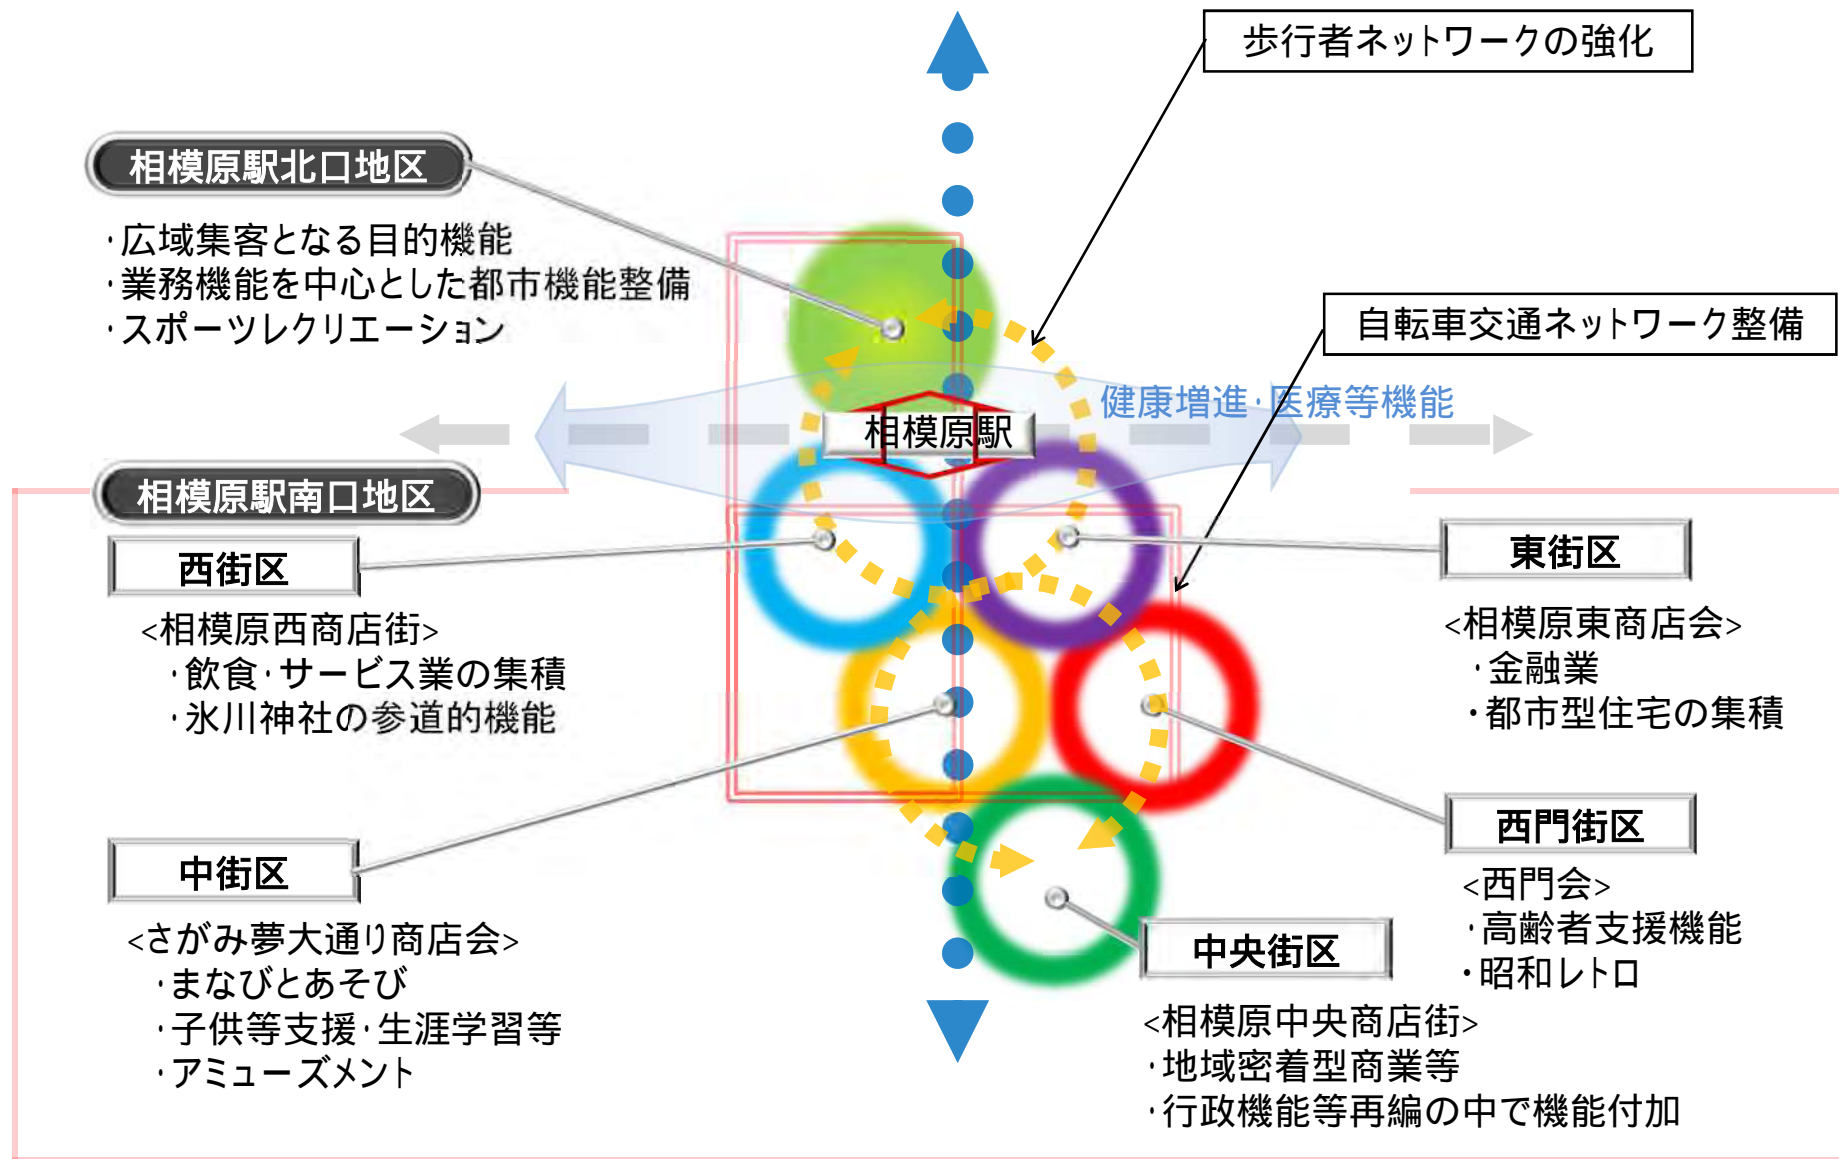 歩行者ネットワークの強化
相模原駅北口地区
・広域集客となる目的機能
・業務機能を中心とした都市機能整備
・スポーツレクリエーション
自転車交通ネットワーク整備
健康増進・医療等機能
相模原駅
相模原駅南口地区
西街区
<相模原西商店街>
・飲食・サービス業の集積
・氷川神社の参道的機能
東街区
<相模原東商店会>
・金融業
・都市型住宅の集積
中街区
<さがみ夢大通り商店会>
・まなびとあそび
・子供等支援・生涯学習等
・アミューズメント
西門街区
<西門会>
・高齢者支援機能
・昭和レトロ
中央街区
<相模原中央商店街>
・地域密着型商業等
・行政機能等再編の中で機能付加